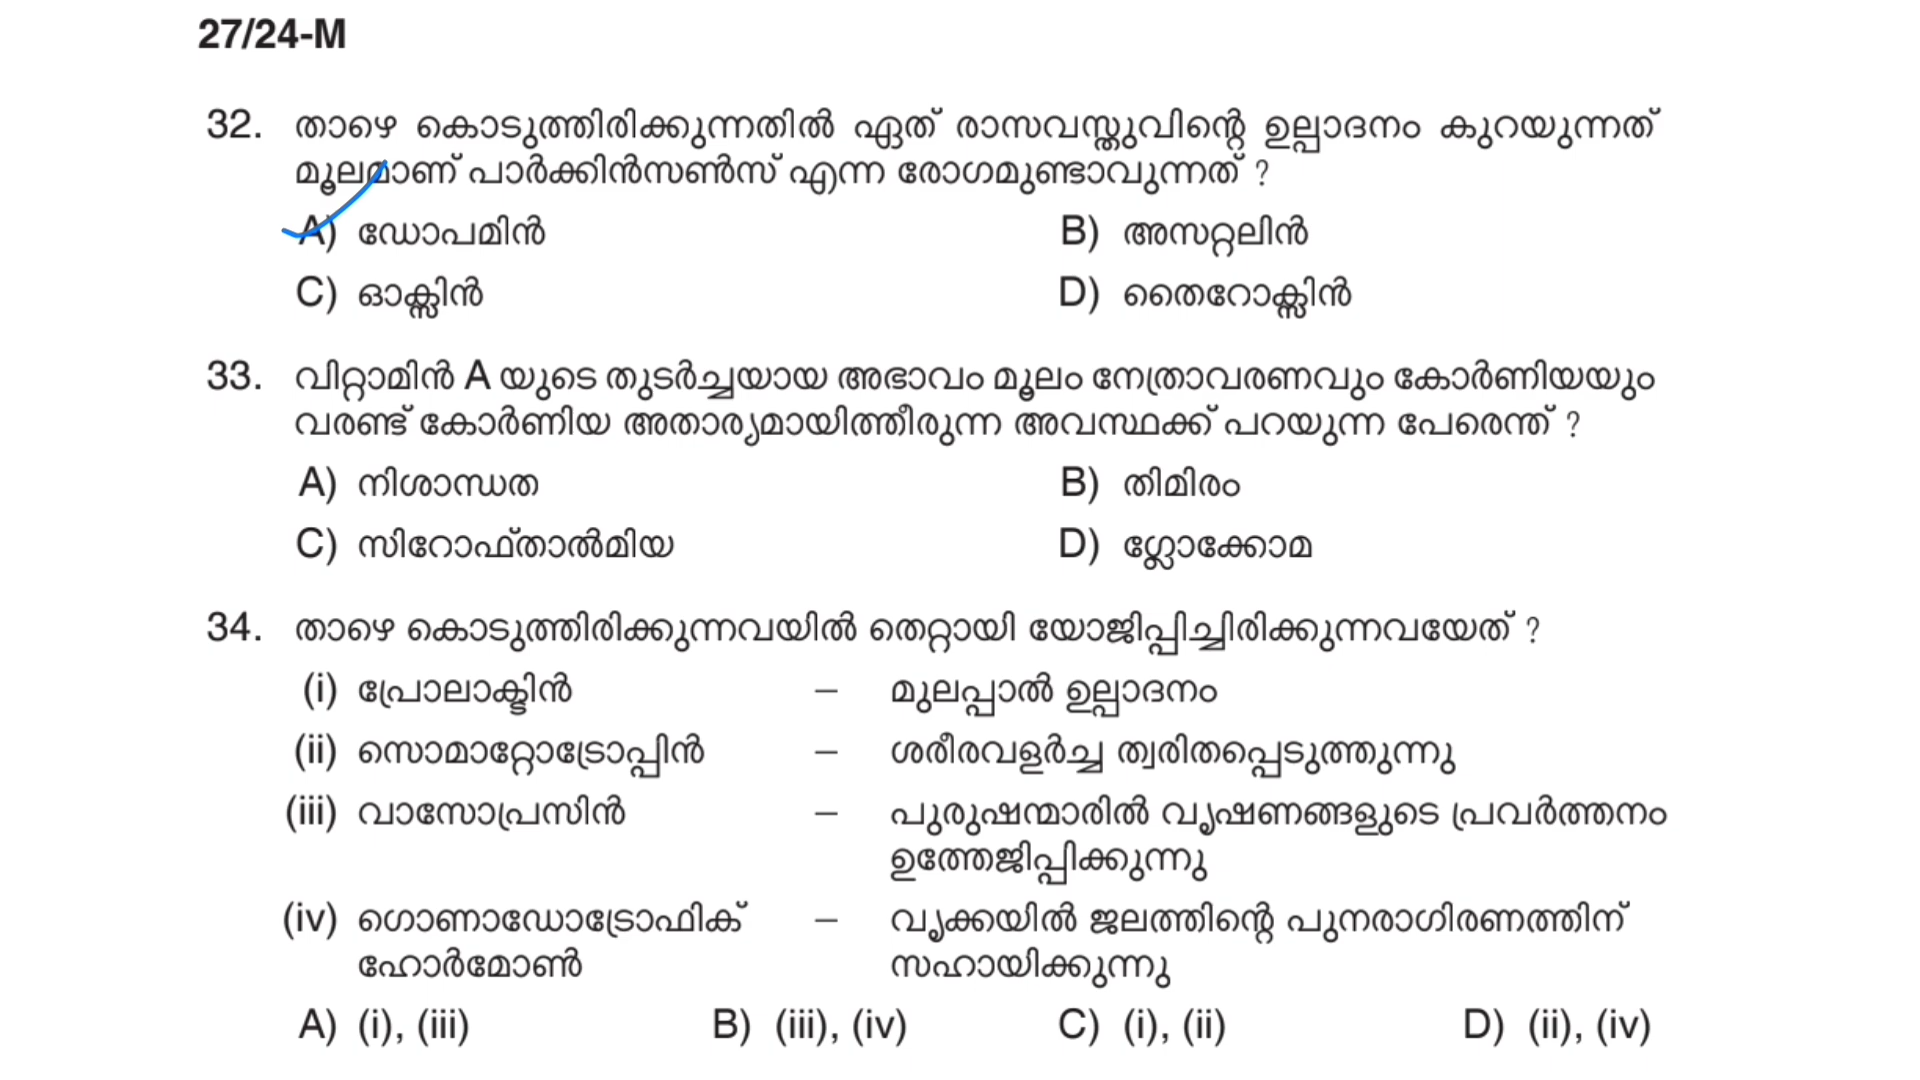 27/24-M
32. താഴെ കൊടുത്തിരിക്കുന്നതിൽ ഏത് രാസവസ്തുവിന്റെ ഉല്പാദനം കുറയുന്നത്
മൂലമാണ് പാർക്കിൻസൺസ് എന്ന രോഗമുണ്ടാവുന്നത് ?
A) ഡോപമിൻ B) അസറ്റലിൻ
C) ഓക്സിൻ D) തൈറോക്സിൻ
33. വിറ്റാമിൻ A യുടെ തുടർച്ചയായ അഭാവം മൂലം നേത്രാവരണവും കോർണിയയും
വരണ്ട് കോർണിയ അതാര്യമായിത്തീരുന്ന അവസ്ഥക്ക് പറയുന്ന പേരെന്ത് ?
A) നിശാന്ധത B) തിമിരം
C) സിറോഫ്താൽമിയ D) ഗ്ലോക്കോമ
34. താഴെ കൊടുത്തിരിക്കുന്നവയിൽ തെറ്റായി യോജിപ്പിച്ചിരിക്കുന്നവയേത് ?
(i) പ്രോലാക്ടിൻ – മുലപ്പാൽ ഉല്പാദനം
(ii) സൊമാറ്റോട്രോപ്പിൻ – ശരീരവളർച്ച ത്വരിതപ്പെടുത്തുന്നു
(iii) വാസോപ്രസിൻ – പുരുഷന്മാരിൽ വൃഷണങ്ങളുടെ പ്രവർത്തനം
ഉത്തേജിപ്പിക്കുന്നു
(iv) ഗൊണാഡോട്രോഫിക് – വൃക്കയിൽ ജലത്തിന്റെ പുനരാഗിരണത്തിന്
ഹോർമോൺ സഹായിക്കുന്നു
A) (i), (iii) B) (iii), (iv) C) (i), (ii) D) (ii), (iv)